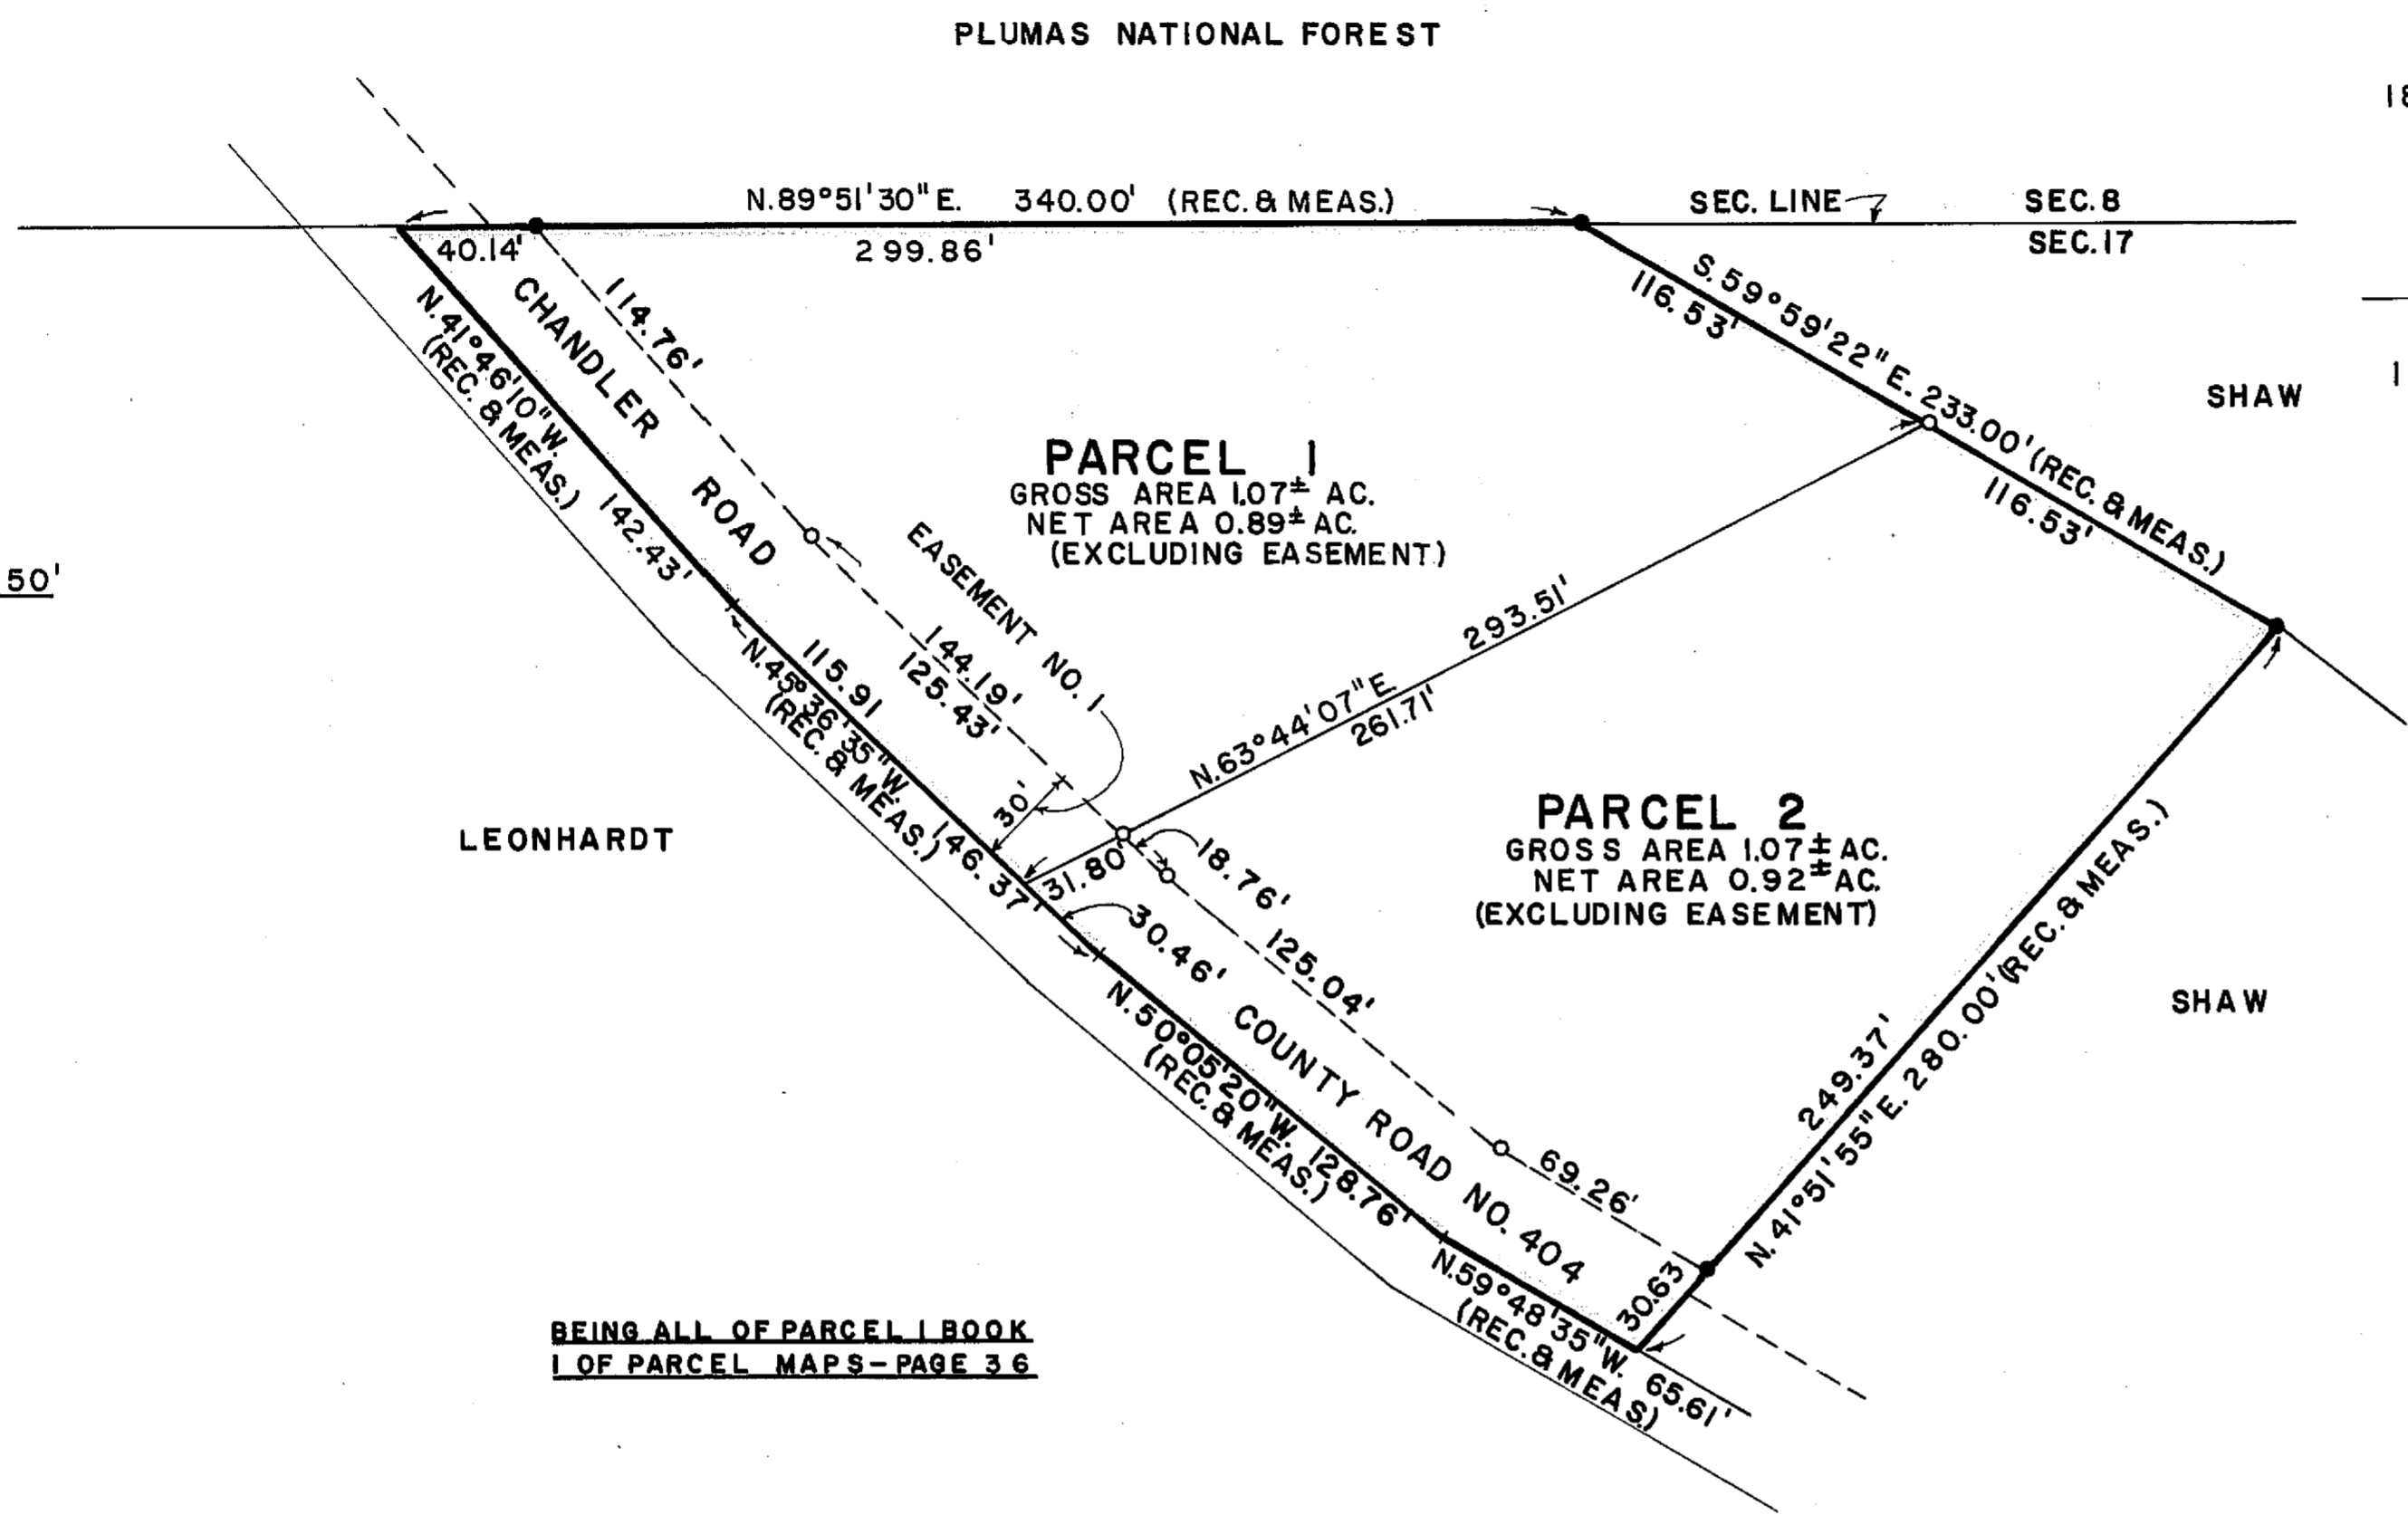 PLUMAS NATIONAL FOREST
18
N.89°51'30"E. 340.00' (REC. & MEAS.)
SEC. LINE
SEC. 8
SEC. 17
40.14'
299.86'
S.59°59'22"E. 233.00' (REC. & MEAS.)
116.53'
116.53'
SHAW
1
CHANDLER ROAD
114.76'
N.41°46'10"W. 142.43'
(REC. & MEAS.)
PARCEL 1
GROSS AREA 1.07± AC.
NET AREA 0.89± AC.
(EXCLUDING EASEMENT)
EASEMENT NO. 1
50'
144.19'
125.43'
115.91
N.45°36'35"W. 146.37'
(REC. & MEAS.)
30'
293.51'
N.63°44'07"E.
261.71'
31.80
18.76'
30.46'
LEONHARDT
PARCEL 2
GROSS AREA 1.07± AC.
NET AREA 0.92± AC.
(EXCLUDING EASEMENT)
125.04'
COUNTY ROAD NO. 404
N.50°05'20"W. 128.76'
(REC. & MEAS.)
69.26'
249.37'
N.41°51'55"E. 280.00' (REC. & MEAS.)
SHAW
30.63
N.59°48'35"W. 65.61'
(REC. & MEAS.)
BEING ALL OF PARCEL 1 BOOK
1 OF PARCEL MAPS-PAGE 36